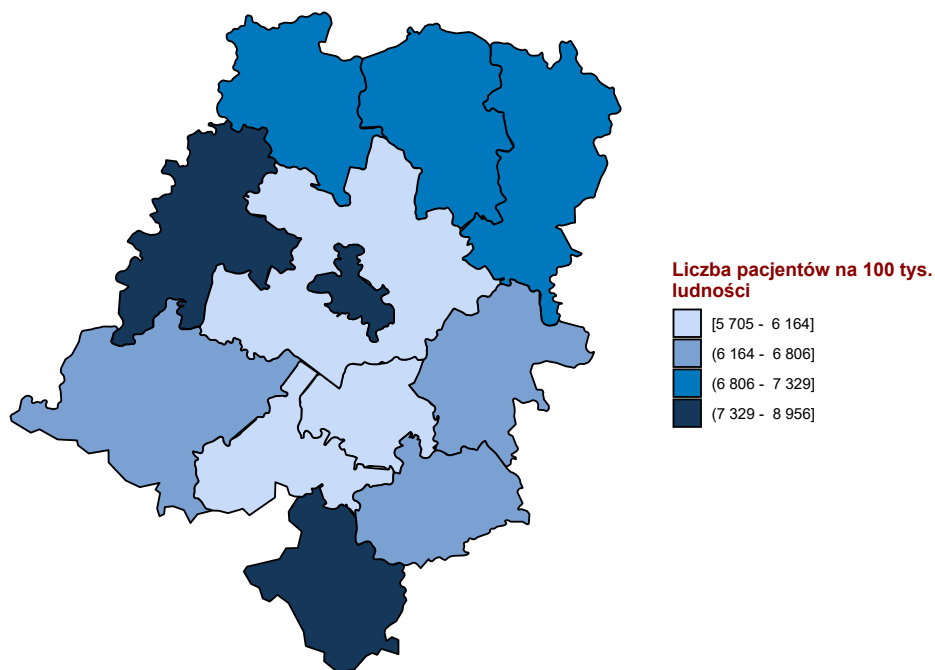 Liczba pacjentów na 100 tys.
ludności
[5 705 - 6 164]
(6 164 - 6 806]
(6 806 - 7 329]
(7 329 - 8 956]